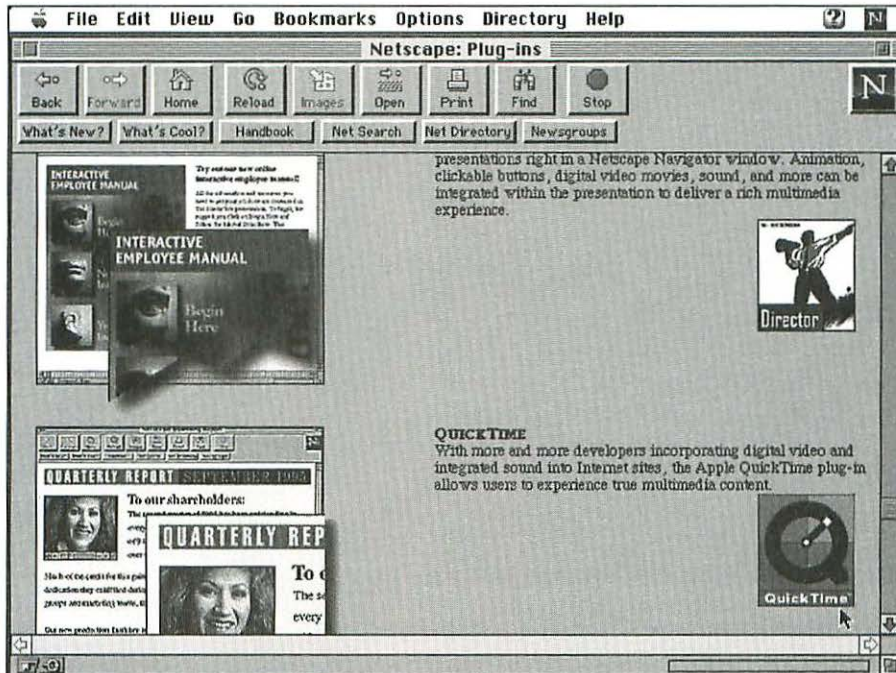 File Edit View Go Bookmarks Options Directory Help
Netscape: Plug-ins
Back Forward Home Reload Images Open Print Find Stop
What's New? What's Cool? Handbook Net Search Net Directory Newsgroups
INTERACTIVE
EMPLOYEE MANUAL
Try out our new online
interactive employee manual!
Begin
Here
INTERACTIVE
EMPLOYEE MANUAL
Begin
Here
presentations right in a Netscape Navigator window. Animation,
clickable buttons, digital video movies, sound, and more can be
integrated within the presentation to deliver a rich multimedia
experience.
Director
QUARTERLY REPORT SEPTEMBER
To our shareholders:
QUARTERLY REP
To
The
every
QUICKTIME
With more and more developers incorporating digital video and
integrated sound into Internet sites, the Apple QuickTime plug-in
allows users to experience true multimedia content.
QuickTime